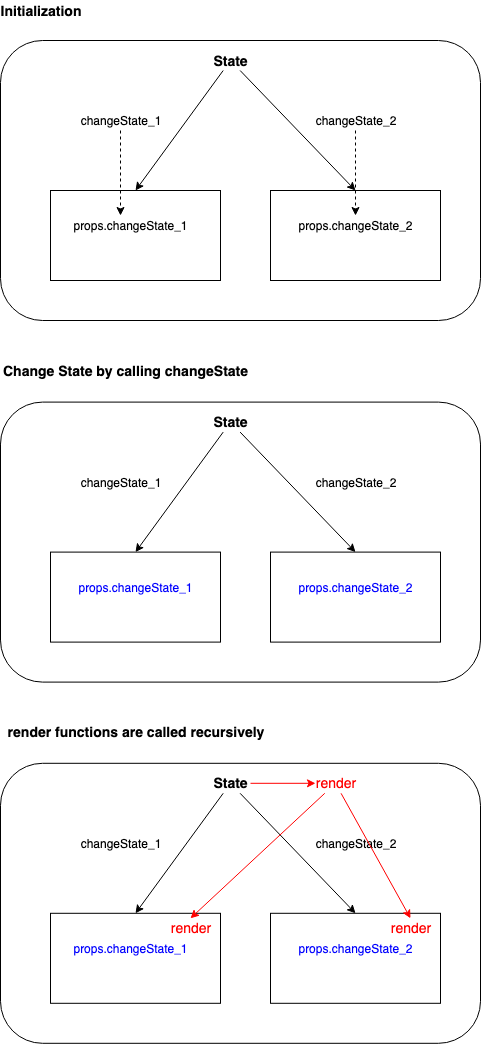 Initialization
State
changeState_1
changeState_2
props.changeState_1
props.changeState_2
Change State by calling changeState
State
changeState_1
changeState_2
props.changeState_1
props.changeState_2
render functions are called recursively
State
render
changeState_1
changeState_2
render
render
props.changeState_1
props.changeState_2